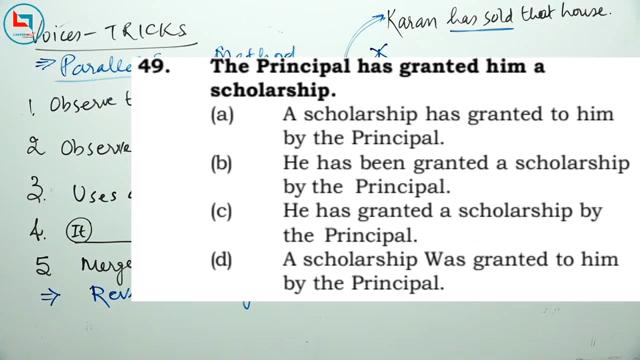 Voices - TRICKS
Karan has sold that house.
⇒ Paralle
Method
1. Observe t
2 Observe
3. Uses
4. It
5 Merge
⇒ Rev
49. The Principal has granted him a
scholarship.
(a) A scholarship has granted to him
by the Principal.
(b) He has been granted a scholarship
by the Principal.
(c) He has granted a scholarship by
the Principal.
(d) A scholarship Was granted to him
by the Principal.